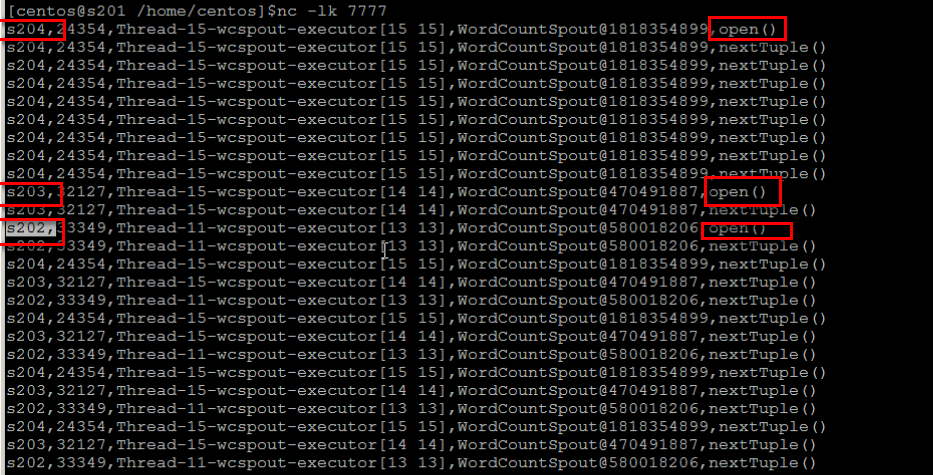 [centos@s201 /home/centos]$nc -lk 7777
s204,24354,Thread-15-wcspout-executor[15 15],WordCountSpout@1818354899,open()
s204,24354,Thread-15-wcspout-executor[15 15],WordCountSpout@1818354899,nextTuple()
s204,24354,Thread-15-wcspout-executor[15 15],WordCountSpout@1818354899,nextTuple()
s204,24354,Thread-15-wcspout-executor[15 15],WordCountSpout@1818354899,nextTuple()
s204,24354,Thread-15-wcspout-executor[15 15],WordCountSpout@1818354899,nextTuple()
s204,24354,Thread-15-wcspout-executor[15 15],WordCountSpout@1818354899,nextTuple()
s204,24354,Thread-15-wcspout-executor[15 15],WordCountSpout@1818354899,nextTuple()
s204,24354,Thread-15-wcspout-executor[15 15],WordCountSpout@1818354899,nextTuple()
s204,24354,Thread-15-wcspout-executor[15 15],WordCountSpout@1818354899,nextTuple()
s203,32127,Thread-15-wcspout-executor[14 14],WordCountSpout@470491887,open()
s203,32127,Thread-15-wcspout-executor[14 14],WordCountSpout@470491887,nextTuple()
s202,33349,Thread-11-wcspout-executor[13 13],WordCountSpout@580018206,open()
s202,33349,Thread-11-wcspout-executor[13 13],WordCountSpout@580018206,nextTuple()
s204,24354,Thread-15-wcspout-executor[15 15],WordCountSpout@1818354899,nextTuple()
s203,32127,Thread-15-wcspout-executor[14 14],WordCountSpout@470491887,nextTuple()
s202,33349,Thread-11-wcspout-executor[13 13],WordCountSpout@580018206,nextTuple()
s204,24354,Thread-15-wcspout-executor[15 15],WordCountSpout@1818354899,nextTuple()
s203,32127,Thread-15-wcspout-executor[14 14],WordCountSpout@470491887,nextTuple()
s202,33349,Thread-11-wcspout-executor[13 13],WordCountSpout@580018206,nextTuple()
s204,24354,Thread-15-wcspout-executor[15 15],WordCountSpout@1818354899,nextTuple()
s203,32127,Thread-15-wcspout-executor[14 14],WordCountSpout@470491887,nextTuple()
s202,33349,Thread-11-wcspout-executor[13 13],WordCountSpout@580018206,nextTuple()
s204,24354,Thread-15-wcspout-executor[15 15],WordCountSpout@1818354899,nextTuple()
s203,32127,Thread-15-wcspout-executor[14 14],WordCountSpout@470491887,nextTuple()
s202,33349,Thread-11-wcspout-executor[13 13],WordCountSpout@580018206,nextTuple()